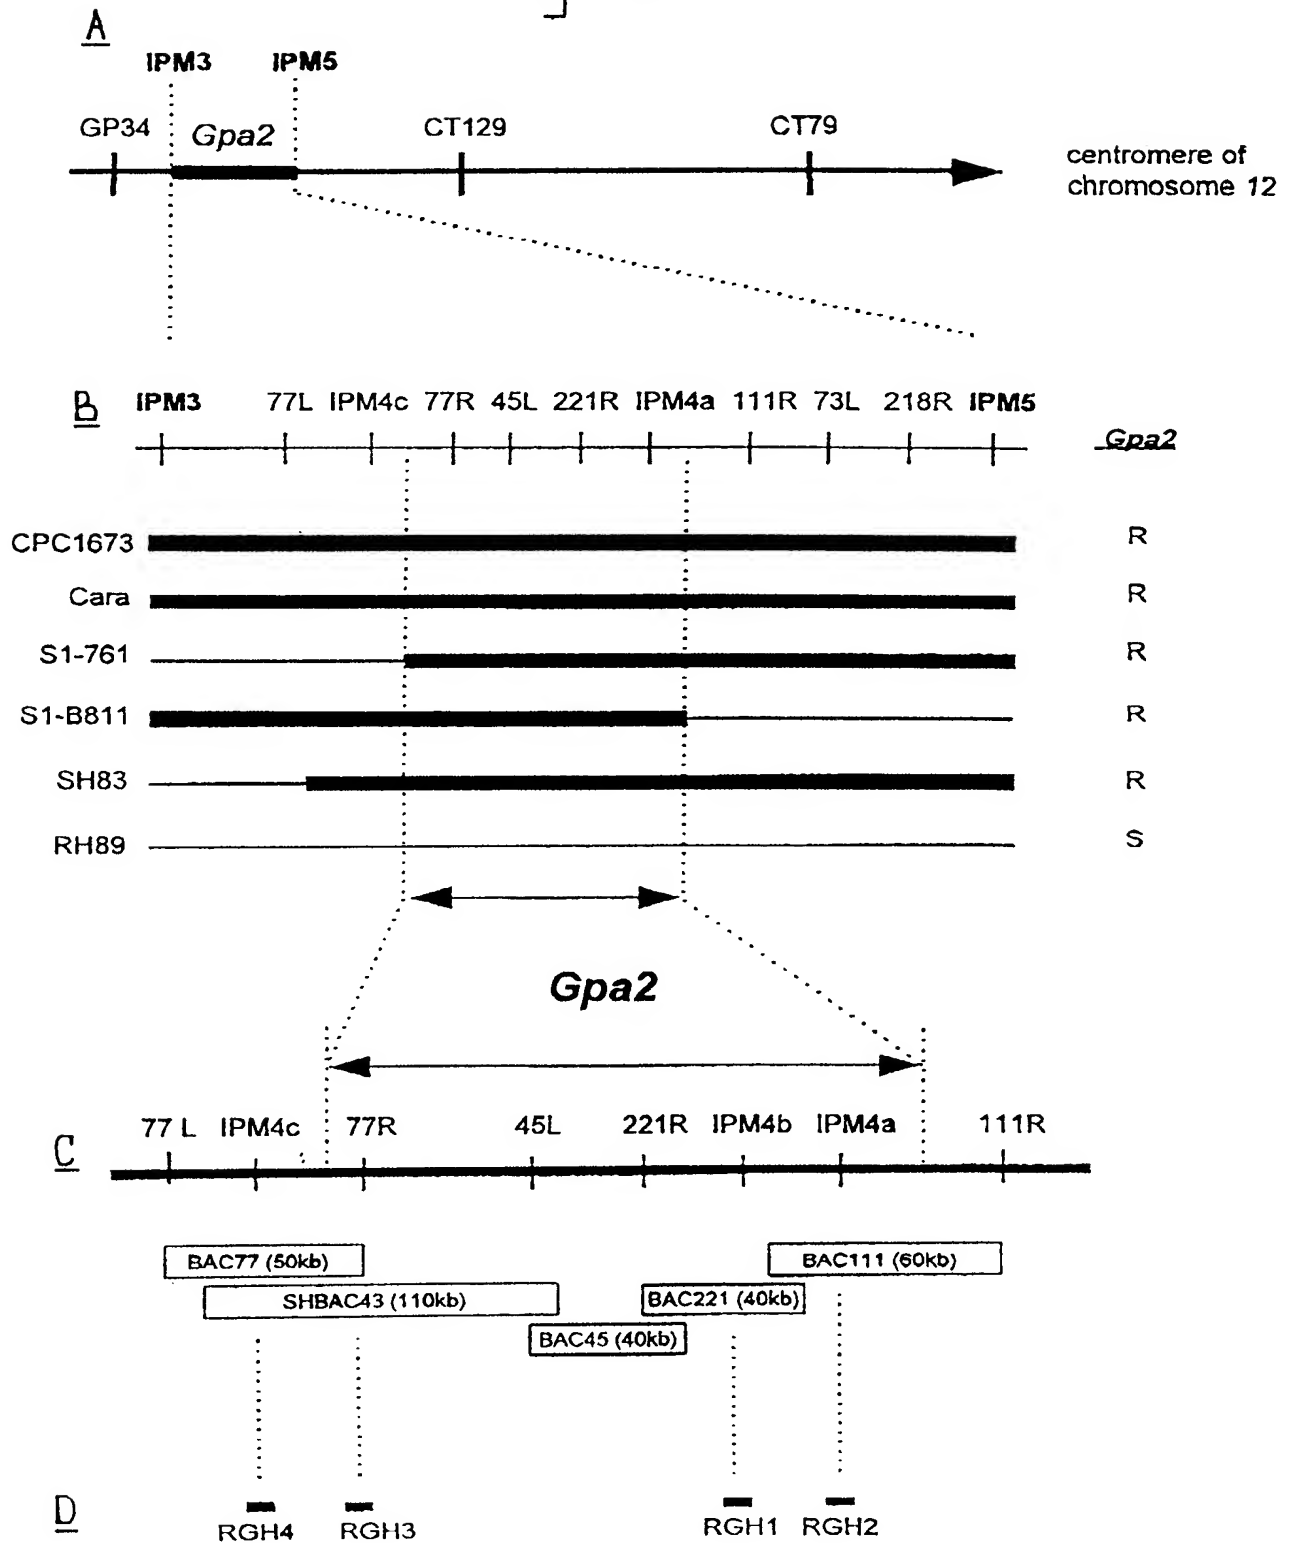 A
IPM3 IPM5
GP34 Gpa2 CT129 CT79
centromere of
chromosome 12
B IPM3 77L IPM4c 77R 45L 221R IPM4a 111R 73L 218R IPM5
Gpa2
CPC1673 R
Cara R
S1-761 R
S1-B811 R
SH83 R
RH89 S
Gpa2
77 L IPM4c 77R 45L 221R IPM4b IPM4a 111R
C
BAC77 (50kb) BAC111 (60kb)
SHBAC43 (110kb) BAC221 (40kb)
BAC45 (40kb)
D
RGH4 RGH3 RGH1 RGH2